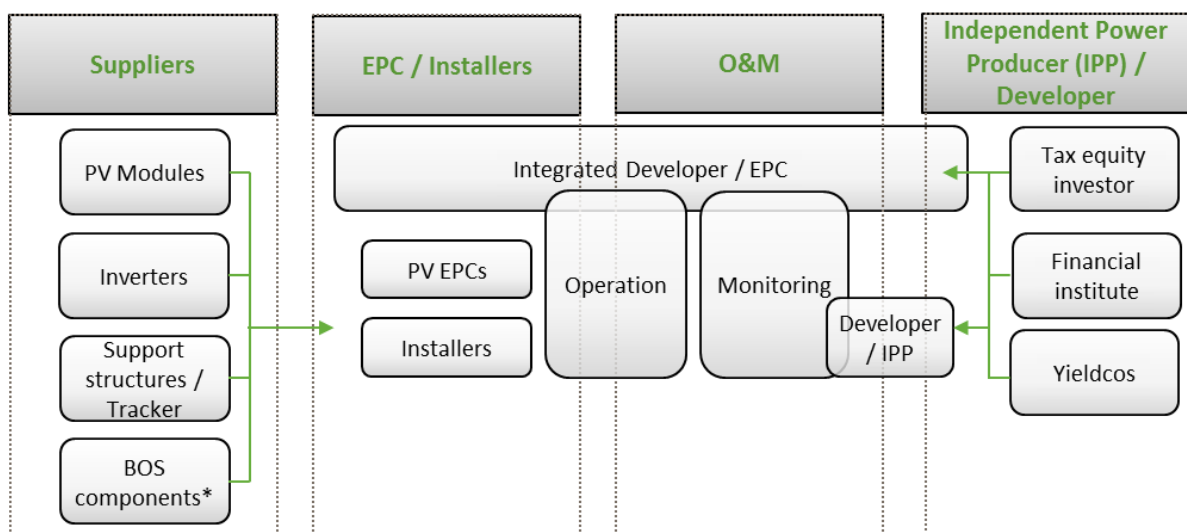 Suppliers
EPC / Installers
O&M
Independent Power
Producer (IPP) /
Developer
PV Modules
Inverters
Support
structures /
Tracker
BOS
components*
Integrated Developer / EPC
PV EPCs
Installers
Operation
Monitoring
Developer
/ IPP
Tax equity
investor
Financial
institute
Yieldcos